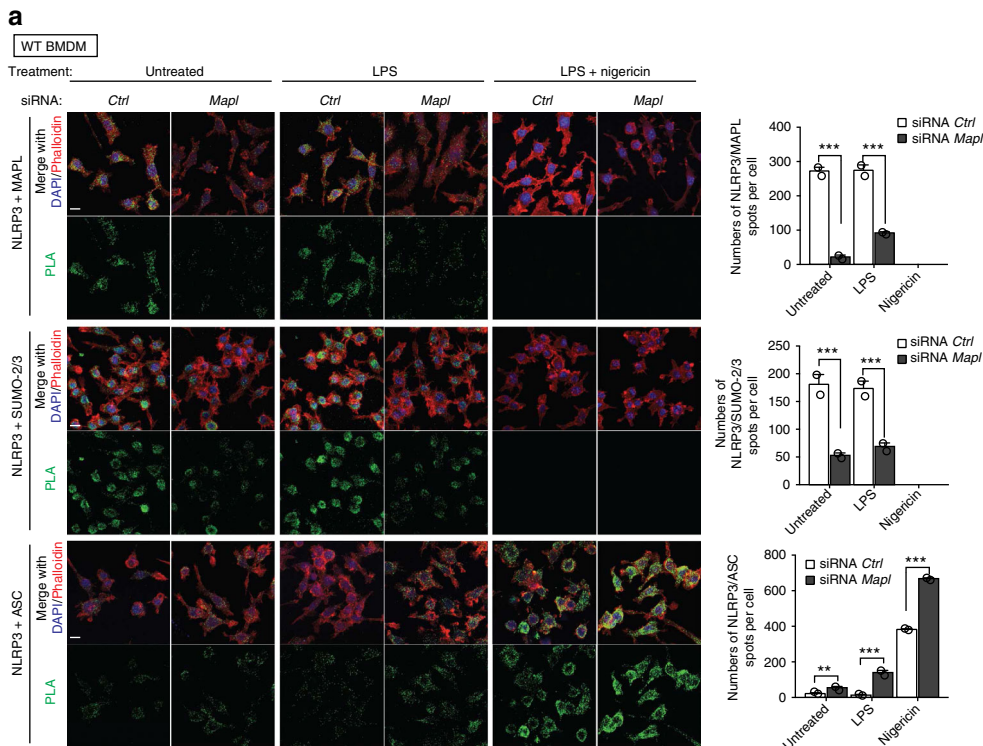 a
WT BMDM
Treatment: Untreated LPS LPS + nigericin
siRNA: Ctrl Mapl Ctrl Mapl Ctrl Mapl
NLRP3 + MAPL
Merge with
DAPI/Phalloidin
PLA
NLRP3 + SUMO-2/3
Merge with
DAPI/Phalloidin
PLA
NLRP3 + ASC
Merge with
DAPI/Phalloidin
PLA
siRNA Ctrl
siRNA Mapl
Numbers of NLRP3/MAPL
spots per cell
400
300
200
100
0
*** ***
Untreated
LPS
Nigericin
siRNA Ctrl
siRNA Mapl
Numbers of
NLRP3/SUMO-2/3
spots per cell
250
200
150
100
50
0
*** ***
Untreated
LPS
Nigericin
siRNA Ctrl
siRNA Mapl
Numbers of NLRP3/ASC
spots per cell
800
600
400
200
0
** *** ***
Untreated
LPS
Nigericin